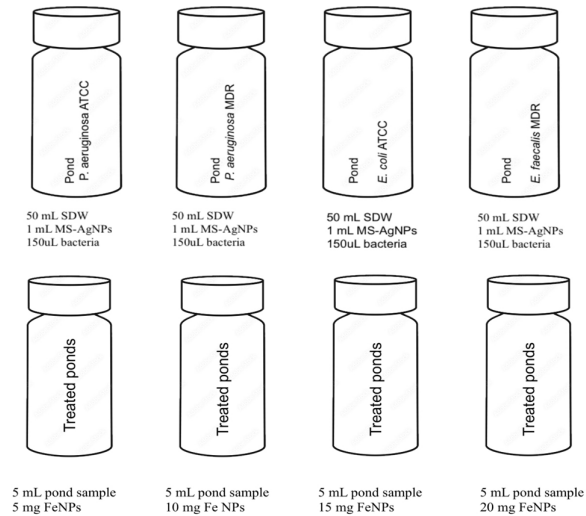 Pond
P. aeruginosa ATCC
Pond
P. aeruginosa MDR
Pond
E. coli ATCC
Pond
E. faecalis MDR
50 mL SDW
1 mL MS-AgNPs
150uL bacteria
50 mL SDW
1 mL MS-AgNPs
150uL bacteria
50 mL SDW
1 mL MS-AgNPs
150uL bacteria
50 mL SDW
1 mL MS-AgNPs
150uL bacteria
Treated ponds
Treated ponds
Treated ponds
Treated ponds
5 mL pond sample
5 mg FeNPs
5 mL pond sample
10 mg Fe NPs
5 mL pond sample
15 mg FeNPs
5 mL pond sample
20 mg FeNPs